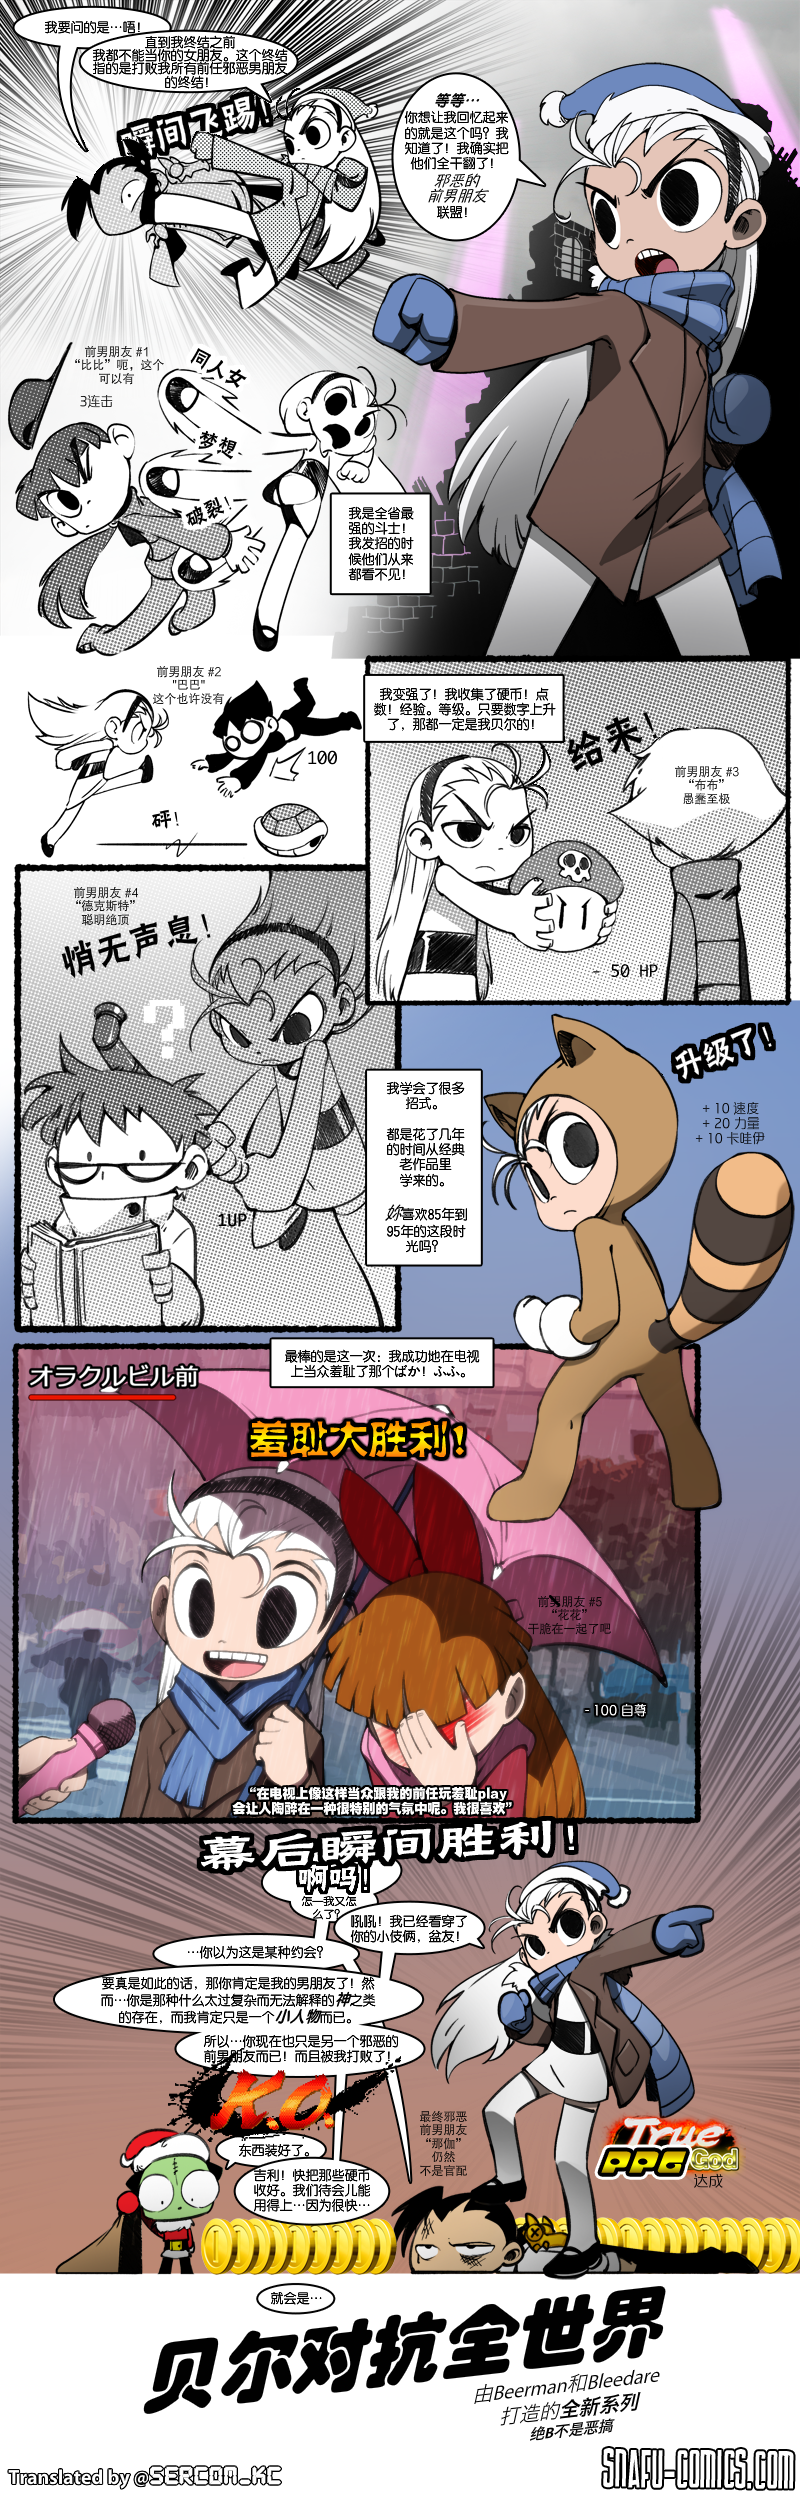 我要问的是…唔!
直到我终结之前
我都不能当你的女朋友。这个终结
指的是打败我所有前任邪恶男朋友
的终结!
瞬间飞踢!
等等…
你想让我回忆起来
的就是这个吗? 我
知道了! 我确实把
他们全干翻了!
邪恶的
前男朋友
联盟!
前男朋友 #1
“比比” 呃, 这个
可以有
3连击
同人女
梦想
破裂!
我是全省最
强的斗士!
我发招的时
候他们从来
都看不见!
前男朋友 #2
"巴巴"
这个也许没有
100
砰!
我变强了! 我收集了硬币! 点
数! 经验。等级。只要数字上升
了, 那都一定是我贝尔的!
给来!
前男朋友 #3
“布布”
愚蠢至极
- 50 HP
前男朋友 #4
“德克斯特”
聪明绝顶
悄无声息!
?
1UP
我学会了很多
招式。
都是花了几年
的时间从经典
老作品里
学来的。
你喜欢85年到
95年的这段时
光吗?
升级了!
+ 10 速度
+ 20 力量
+ 10 卡哇伊
最棒的是这一次: 我成功地在电视
上当众羞耻了那个ばか! ふふ。
オラクルビル前
羞耻大胜利!
前男朋友 #5
“花花”
干脆在一起了吧
- 100 自尊
“在电视上像这样当众跟我的前任玩羞耻play
会让人陶醉在一种很特别的气氛中呢。我很喜欢”
幕后瞬间胜利!
啊呜!
怎—我又怎
么了?
吼吼! 我已经看穿了
你的小伎俩, 盆友!
…你以为这是某种约会?
要真是如此的话, 那你肯定是我的男朋友了! 然
而…你是那种什么太过复杂而无法解释的神之类
的存在, 而我肯定只是一个小人物而已。
所以…你现在也只是另一个邪恶的
前男朋友而已! 而且被我打败了!
K.O.
东西装好了。
吉利! 快把那些硬币
收好。我们待会儿能
用得上…因为很快…
最终邪恶
前男朋友
“那伽”
仍然
不是官配
True
PPG God
达成
就会是…
贝尔对抗全世界
由Beerman和Bleedare
打造的全新系列
绝B不是恶搞
Translated by @SERCON_KC
SNAFU-COMICS.COM